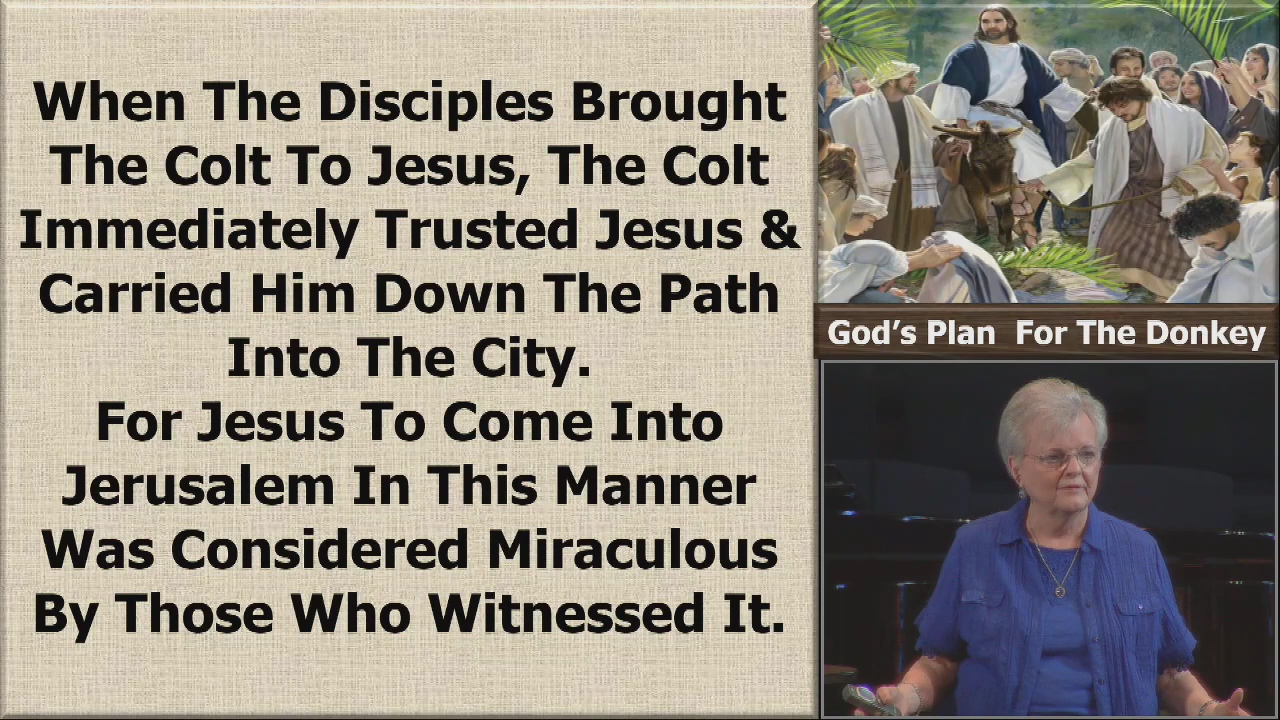 When The Disciples Brought
The Colt To Jesus, The Colt
Immediately Trusted Jesus &
Carried Him Down The Path
Into The City.
For Jesus To Come Into
Jerusalem In This Manner
Was Considered Miraculous
By Those Who Witnessed It.
God’s Plan For The Donkey